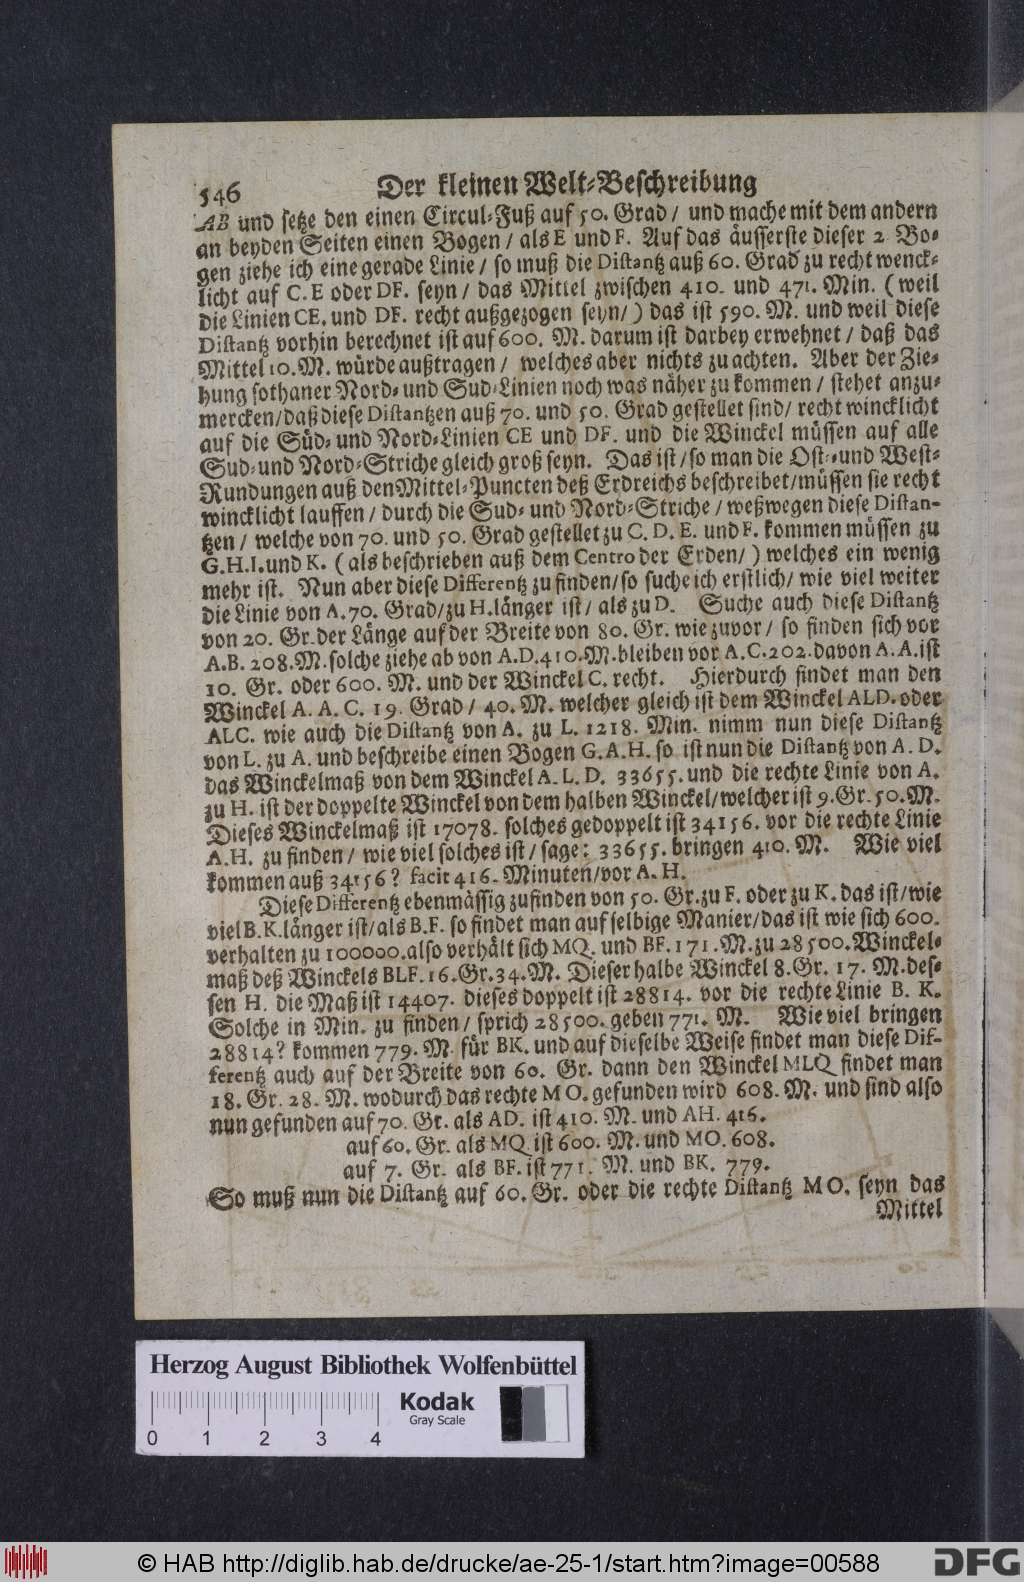 546 Der kleinen Welt-Beschreibung
AB und setze den einen Circul-Fuß auf 50. Grad / und mache mit dem andern
an beyden Seiten einen Bogen / als E und F. Auf das äusserste dieser 2 Bo-
gen ziehe ich eine gerade Linie / so muß die Distantz auß 60. Grad zu recht wenck-
licht auf C. E oder DF. seyn / das Mittel zwischen 410. und 471. Min. ( weil
die Linien CE, und DF. recht außgezogen seyn / ) das ist 590. M. und weil diese
Distantz vorhin berechnet ist auf 600. M. darum ist darbey erwehnet / daß das
Mittel 10. M. würde außtragen / welches aber nichts zu achten. Aber der Zie-
hung sothaner Nord- und Sud-Linien noch was näher zu kommen / stehet anzu-
mercken/daß diese Distantzen auß 70. und 50. Grad gestellet sind/ recht wincklicht
auf die Süd- und Nord-Linien CE und DF. und die Winckel müssen auf alle
Sud- und Nord-Striche gleich groß seyn. Das ist / so man die Ost- und West-
Rundungen auß den Mittel-Puncten deß Erdreichs beschreibet/müssen sie recht
wincklicht lauffen / durch die Sud- und Nord-Striche / weßwegen diese Distan-
tzen / welche von 70. und 50. Grad gestellet zu C. D. E. und F. kommen müssen zu
G. H. I. und K. ( als beschrieben auß dem Centro der Erden/ ) welches ein wenig
mehr ist. Nun aber diese Differentz zu finden/so suche ich erstlich/ wie viel weiter
die Linie von A. 70. Grad/ zu H. länger ist/ als zu D. Suche auch diese Distantz
von 20. Gr. der Länge auf der Breite von 80. Gr. wie zuvor / so finden sich vor
A. B. 208. M. solche ziehe ab von A. D. 410. M. bleiben vor A. C. 202. davon A. A. ist
10. Gr. oder 600. M. und der Winckel C. recht. Hierdurch findet man den
Winckel A. A. C. 19. Grad / 40. M. welcher gleich ist dem Winckel ALD. oder
ALC. wie auch die Distantz von A. zu L. 1218. Min. nimm nun diese Distantz
von L. zu A. und beschreibe einen Bogen G. A. H. so ist nun die Distantz von A. D.
das Winckelmaß von dem Winckel A. L. D. 33655. und die rechte Linie von A.
zu H. ist der doppelte Winckel von dem halben Winckel/welcher ist 9. Gr. 50. M.
Dieses Winckelmaß ist 17078. solches gedoppelt ist 34156. vor die rechte Linie
A. H. zu finden / wie viel solches ist / sage: 33655. bringen 410. M. Wie viel
kommen auß 34156? facit 416. Minuten/vor A. H.
Diese Differentz ebenmässig zufinden von 50. Gr. zu F. oder zu K. das ist / wie
viel B. K. länger ist/ als B. F. so findet man auf selbige Manier/ das ist wie sich 600.
verhalten zu 100000. also verhält sich MQ. und BF. 171. M. zu 28500. Winckel-
maß deß Winckels BLF. 16. Gr. 34. M. Dieser halbe Winckel 8. Gr. 17. M. des-
sen H. die Maß ist 14407. dieses doppelt ist 28814. vor die rechte Linie B. K.
Solche in Min. zu finden / sprich 28500. geben 771. M. Wie viel bringen
28814? kommen 779. M. für BK. und auf dieselbe Weise findet man diese Dif-
ferentz auch auf der Breite von 60. Gr. dann den Winckel MLQ findet man
18. Gr. 28. M. wodurch das rechte M O. gefunden wird 608. M. und sind also
nun gefunden auf 70. Gr. als AD. ist 410. M. und AH. 416.
auf 60. Gr. als MQ ist 600. M. und MO. 608.
auf 7. Gr. als BF. ist 771. M. und BK. 779.
So muß nun die Distantz auf 60. Gr. oder die rechte Distantz M O. seyn das
Mittel
Herzog August Bibliothek Wolfenbüttel
0 1 2 3 4
Kodak
Gray Scale
© HAB http://diglib.hab.de/drucke/ae-25-1/start.htm?image=00588
DFG